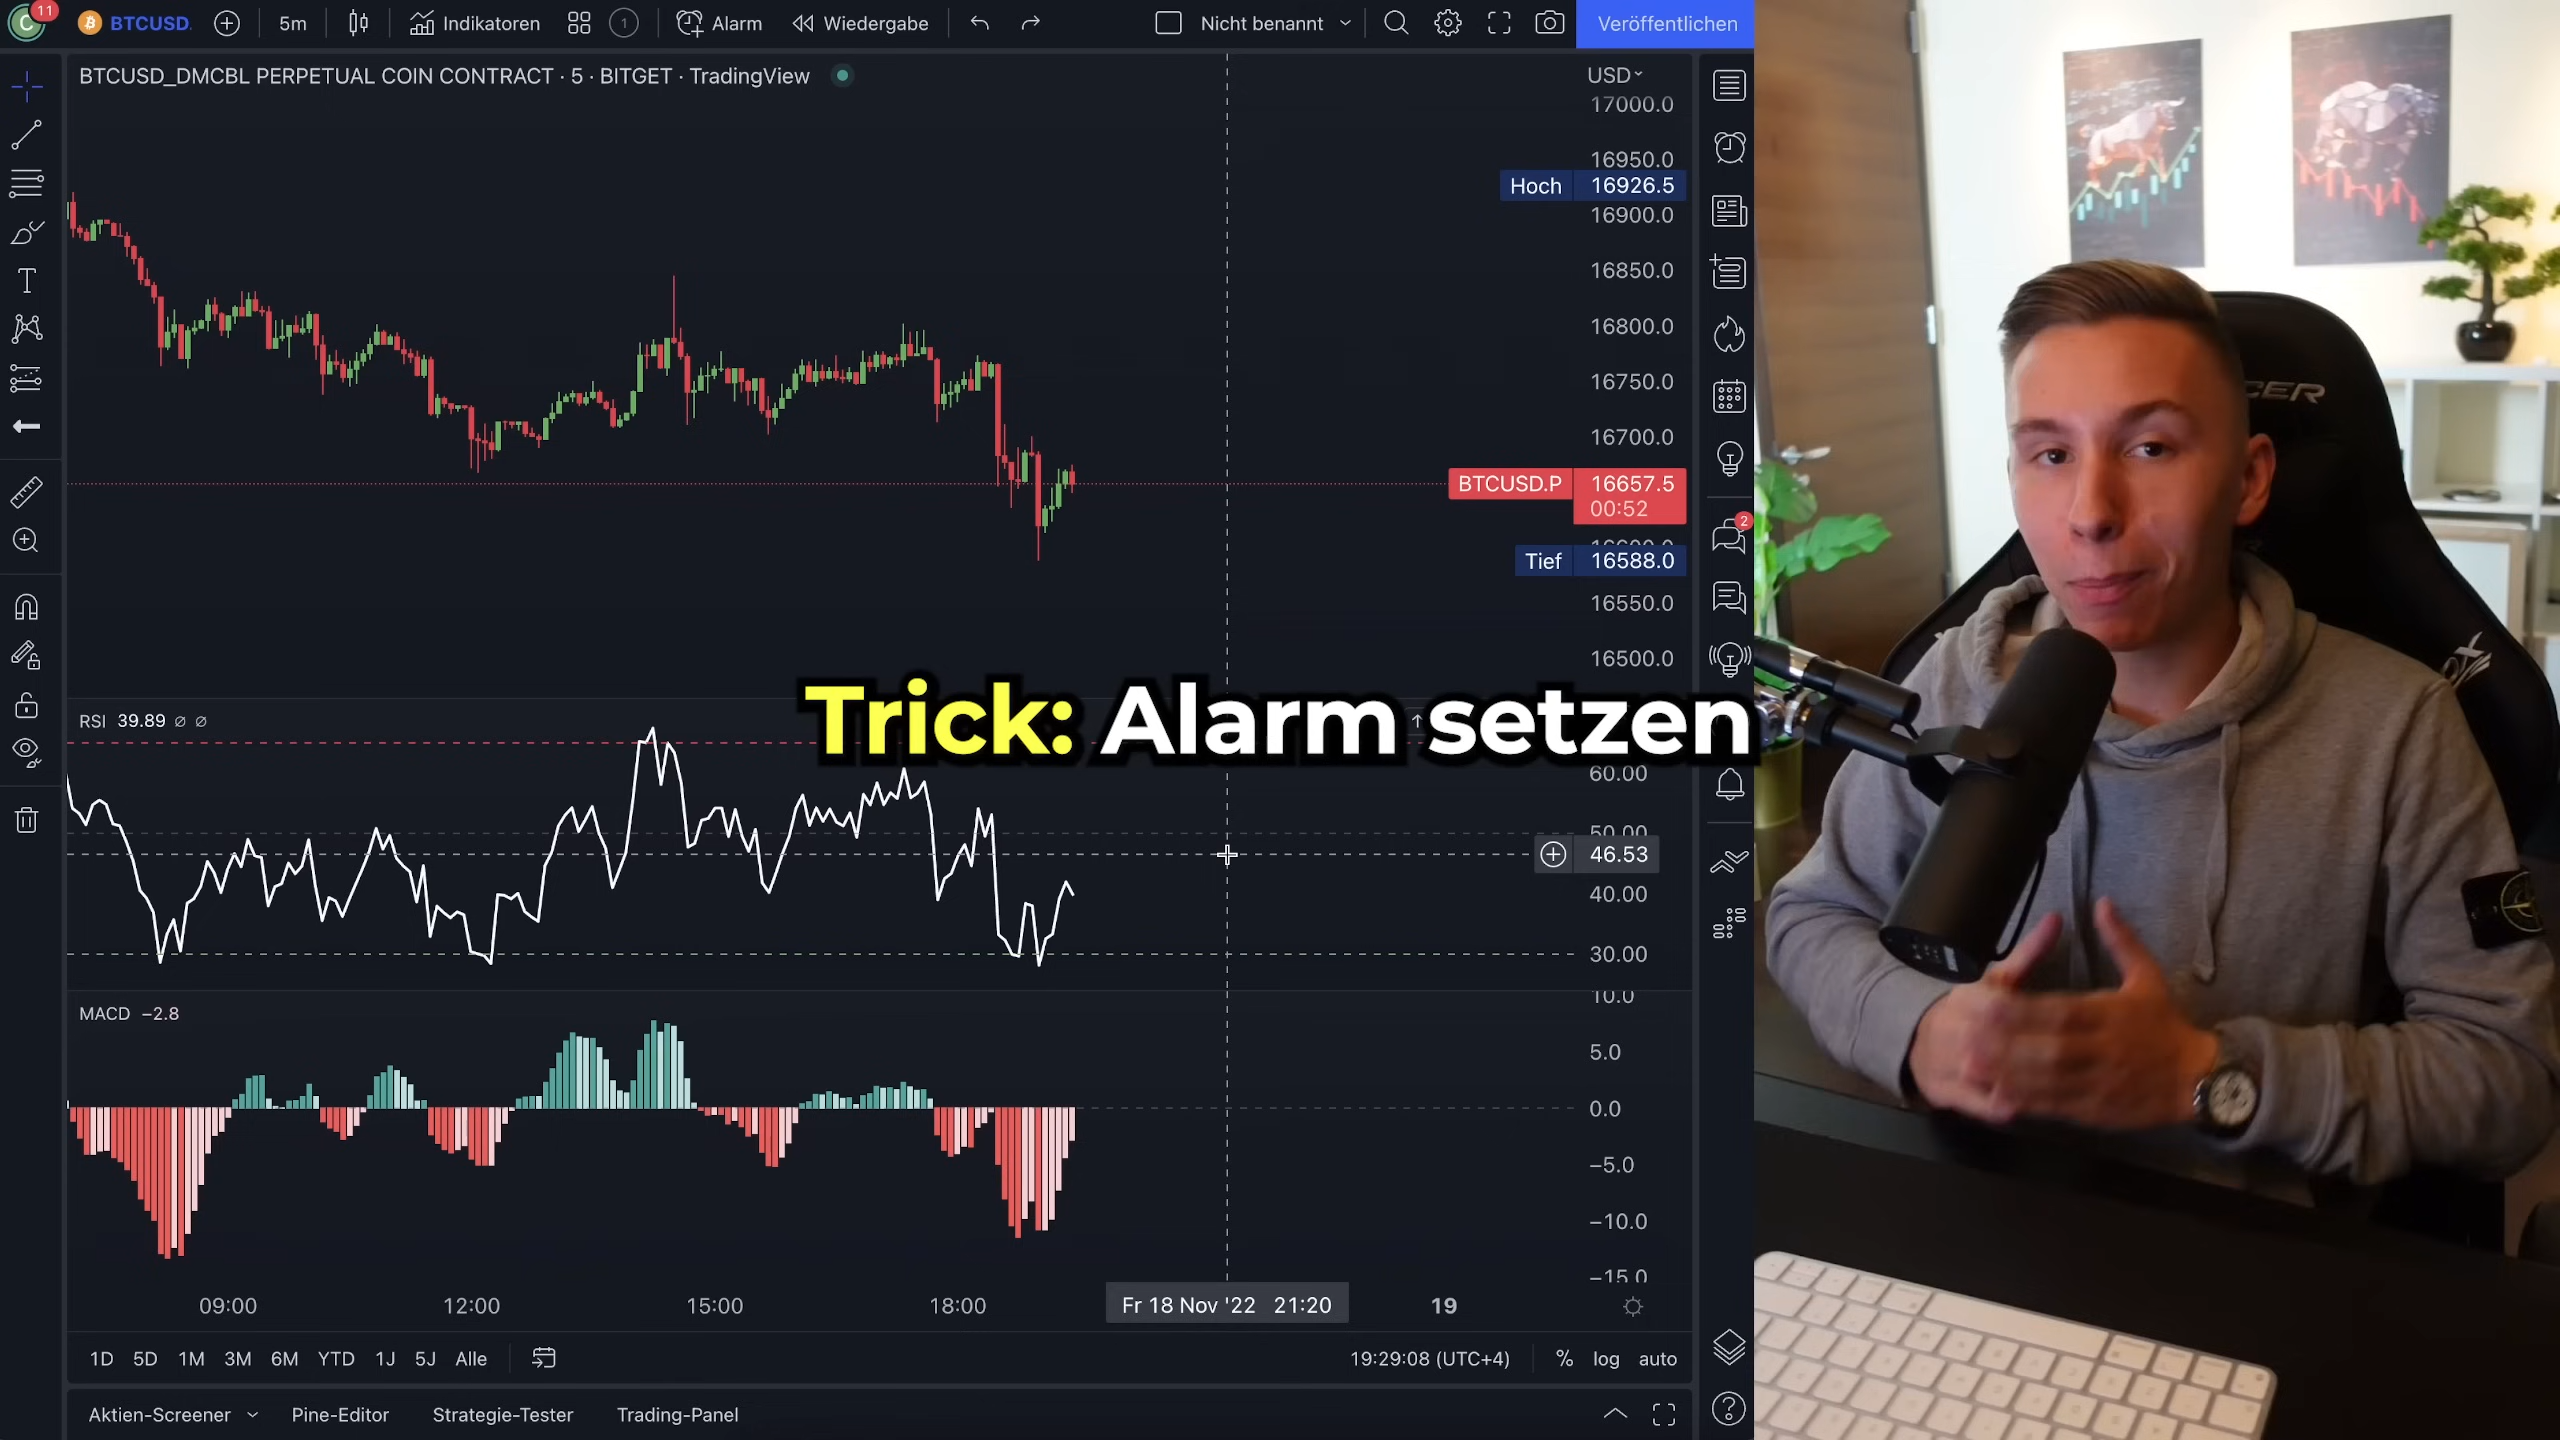 11
BTCUSD.
5m
Indikatoren
1
Alarm
Wiedergabe
Nicht benannt
Veröffentlichen
BTCUSD_DMCBL PERPETUAL COIN CONTRACT · 5 · BITGET · TradingView
USD
17000.0
16950.0
Hoch 16926.5
16900.0
16850.0
16800.0
16750.0
16700.0
BTCUSD.P 16657.5
00:52
Tief 16588.0
16550.0
16500.0
2
Trick: Alarm setzen
RSI 39.89 ∅ ∅
60.00
50.00
46.53
40.00
30.00
MACD −2.8
10.0
5.0
0.0
−5.0
−10.0
−15.0
09:00 12:00 15:00 18:00 Fr 18 Nov '22 21:20 19
1D 5D 1M 3M 6M YTD 1J 5J Alle
19:29:08 (UTC+4) % log auto
Aktien-Screener Pine-Editor Strategie-Tester Trading-Panel